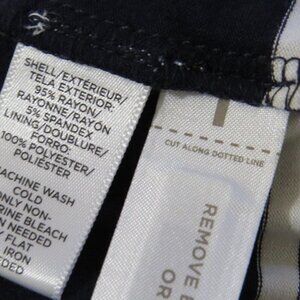 SHELL/EXTÉRIEUR/
TELA EXTERIOR:
95% RAYON/
RAYONNE/RAYON
5% SPANDEX
LINING/DOUBLURE/
FORRO:
100% POLYESTER/
POLIÉSTER
MACHINE WASH
COLD
ONLY NON-
BLEACH
NEEDED
FLAT
IRON
NEEDED
CUT ALONG DOTTED LINE
REMOVE
OR